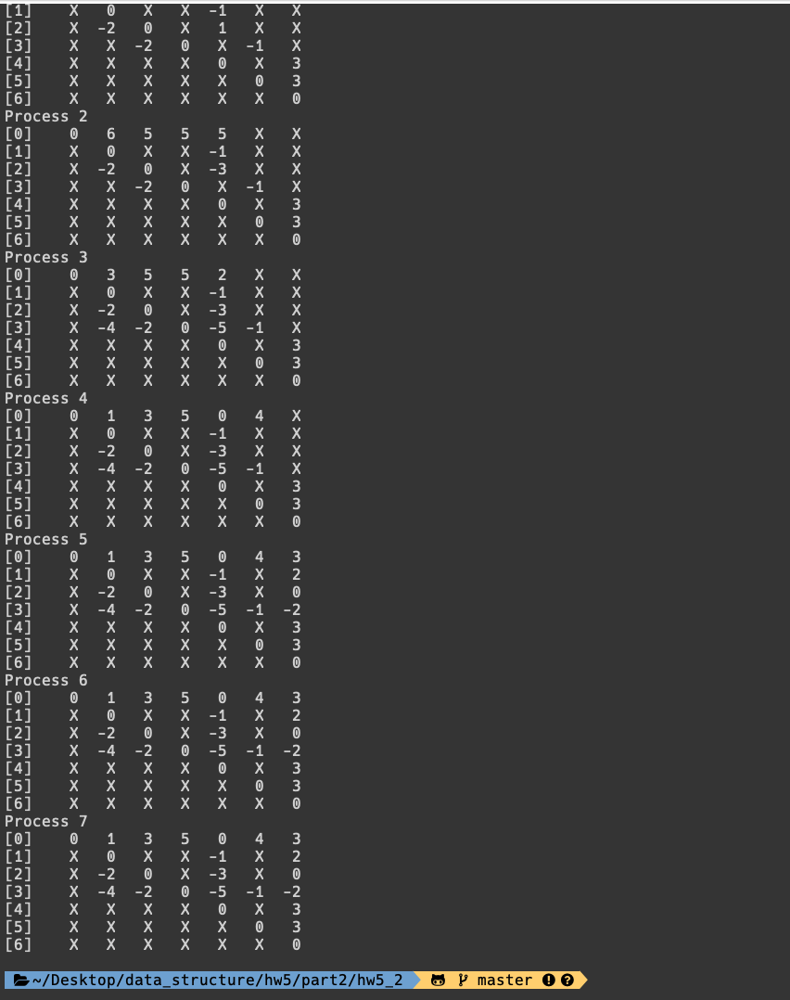 [1] X 0 X X -1 X X
[2] X -2 0 X 1 X X
[3] X X -2 0 X -1 X
[4] X X X X 0 X 3
[5] X X X X X 0 3
[6] X X X X X X 0
Process 2
[0] 0 6 5 5 5 X X
[1] X 0 X X -1 X X
[2] X -2 0 X -3 X X
[3] X X -2 0 X -1 X
[4] X X X X 0 X 3
[5] X X X X X 0 3
[6] X X X X X X 0
Process 3
[0] 0 3 5 5 2 X X
[1] X 0 X X -1 X X
[2] X -2 0 X -3 X X
[3] X -4 -2 0 -5 -1 X
[4] X X X X 0 X 3
[5] X X X X X 0 3
[6] X X X X X X 0
Process 4
[0] 0 1 3 5 0 4 X
[1] X 0 X X -1 X X
[2] X -2 0 X -3 X X
[3] X -4 -2 0 -5 -1 X
[4] X X X X 0 X 3
[5] X X X X X 0 3
[6] X X X X X X 0
Process 5
[0] 0 1 3 5 0 4 3
[1] X 0 X X -1 X 2
[2] X -2 0 X -3 X 0
[3] X -4 -2 0 -5 -1 -2
[4] X X X X 0 X 3
[5] X X X X X 0 3
[6] X X X X X X 0
Process 6
[0] 0 1 3 5 0 4 3
[1] X 0 X X -1 X 2
[2] X -2 0 X -3 X 0
[3] X -4 -2 0 -5 -1 -2
[4] X X X X 0 X 3
[5] X X X X X 0 3
[6] X X X X X X 0
Process 7
[0] 0 1 3 5 0 4 3
[1] X 0 X X -1 X 2
[2] X -2 0 X -3 X 0
[3] X -4 -2 0 -5 -1 -2
[4] X X X X 0 X 3
[5] X X X X X 0 3
[6] X X X X X X 0
~/Desktop/data_structure/hw5/part2/hw5_2 master ! ?